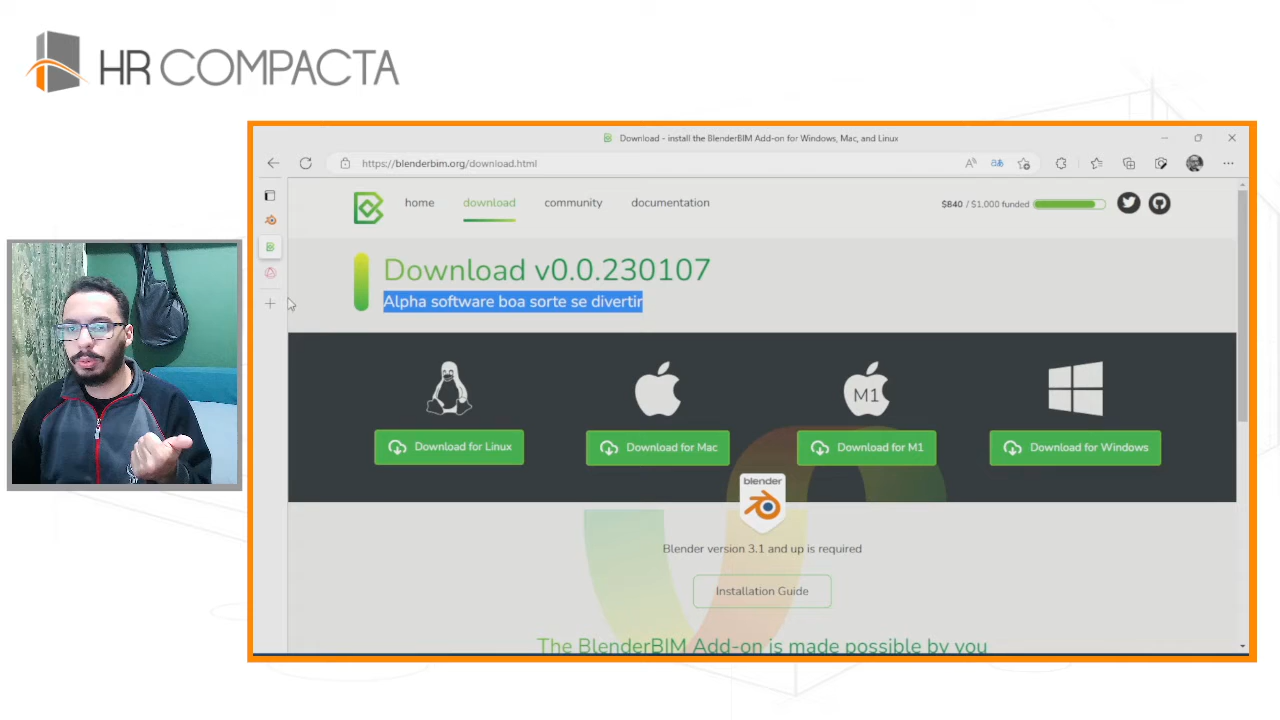 HR COMPACTA
Download - install the BlenderBIM Add-on for Windows, Mac, and Linux
https://blenderbim.org/download.html
home
download
community
documentation
$840 / $1,000 funded
Download v0.0.230107
Alpha software boa sorte se divertir
M1
Download for Linux
Download for Mac
Download for M1
Download for Windows
blender
Blender version 3.1 and up is required
Installation Guide
The BlenderBIM Add-on is made possible by you